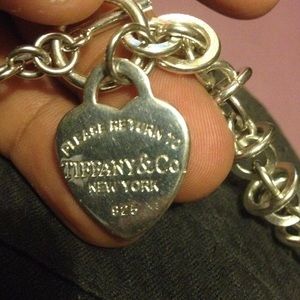 PLEASE RETURN TO
TIFFANY & Co.
NEW YORK
925